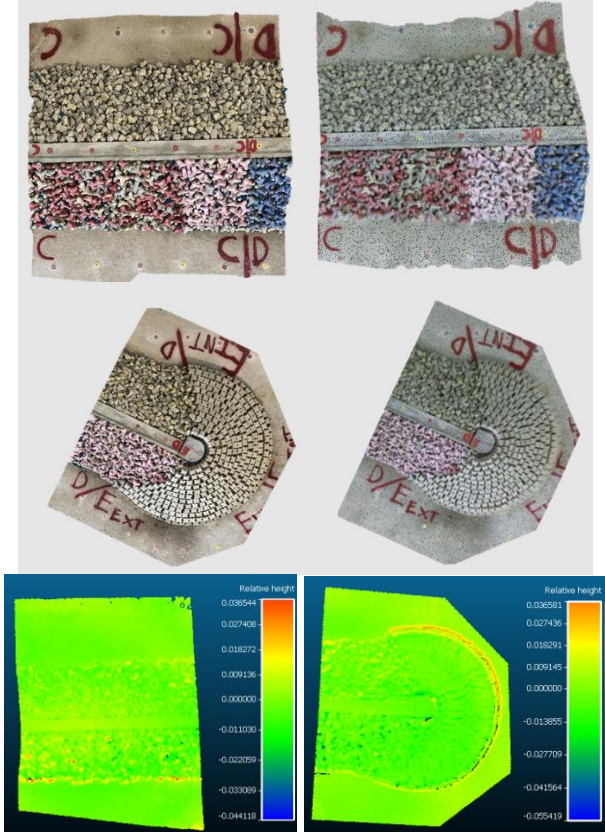 C D/C
C D/C
C D/C
C D/C
C C/D
C C/D
EINT/D
EINT/D
E/D
E/D
D/EEXT
D/EEXT
Relative height
0.036544
0.027408
0.018272
0.009136
0.000000
-0.011030
-0.022059
-0.033089
-0.044118
Relative height
0.036581
0.027436
0.018291
0.009145
0.000000
-0.013855
-0.027709
-0.041564
-0.055419